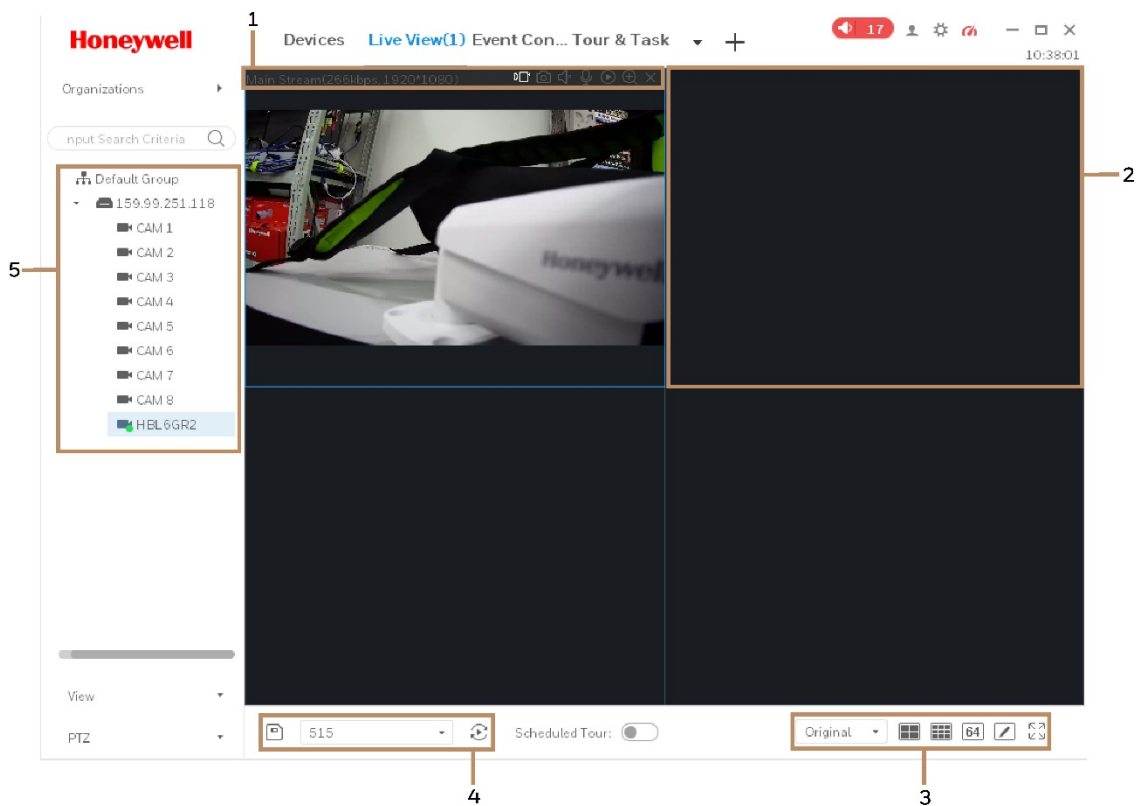 1
Honeywell
Devices Live View(1) Event Con... Tour & Task
17
10:38:01
Organizations
Main Stream(266kbps, 1920*1080)
nput Search Criteria
Default Group
2
159.99.251.118
CAM 1
CAM 2
Honeywell
5
CAM 3
CAM 4
CAM 5
CAM 6
CAM 7
CAM 8
HBL6GR2
View
515
Scheduled Tour:
Original
64
PTZ
4
3